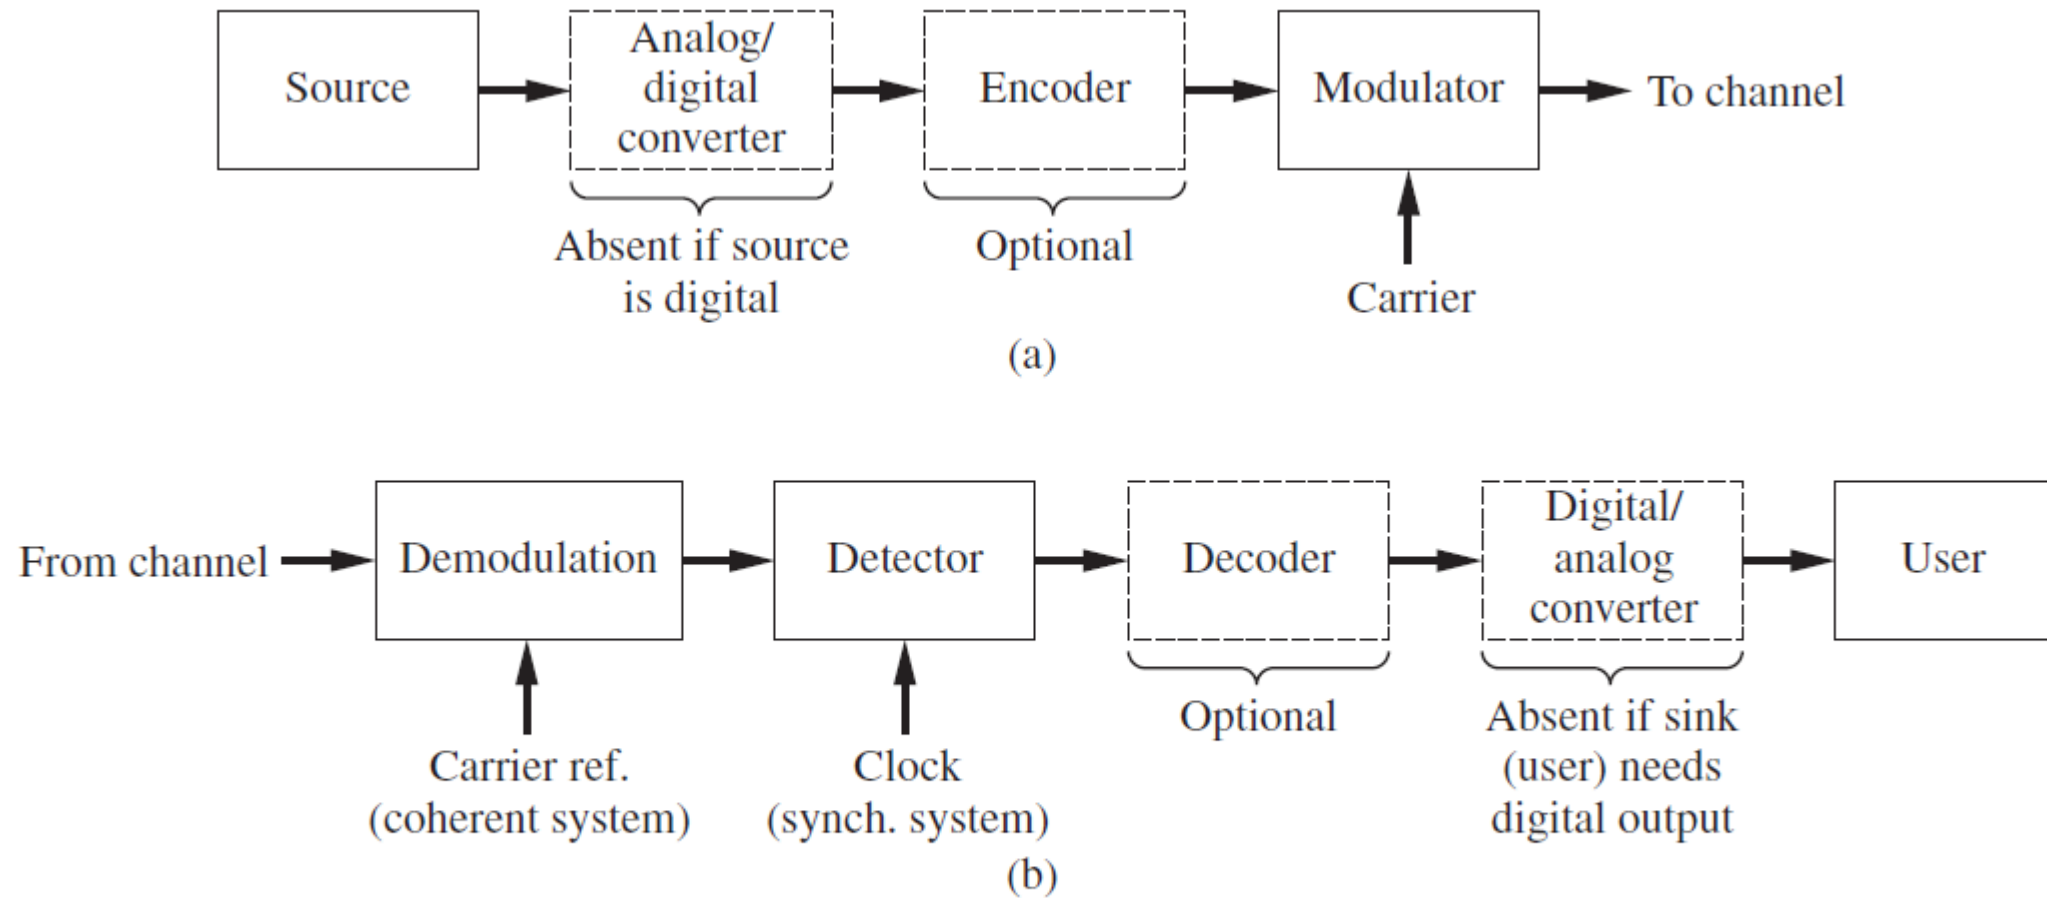 Source
Analog/
digital
converter
Encoder
Modulator
To channel
Absent if source
is digital
Optional
Carrier
(a)
From channel
Demodulation
Detector
Decoder
Digital/
analog
converter
User
Carrier ref.
(coherent system)
Clock
(synch. system)
Optional
Absent if sink
(user) needs
digital output
(b)